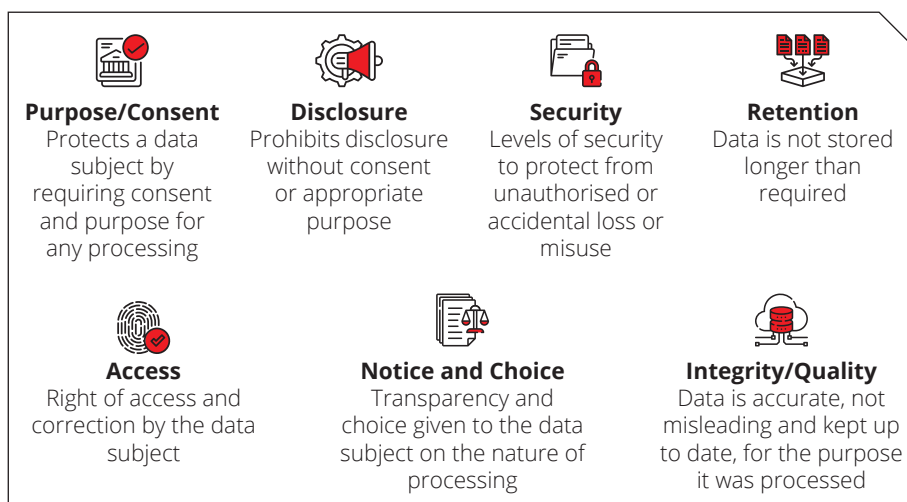 Purpose/Consent
Protects a data
subject by
requiring consent
and purpose for
any processing
Disclosure
Prohibits disclosure
without consent
or appropriate
purpose
Security
Levels of security
to protect from
unauthorised or
accidental loss or
misuse
Retention
Data is not stored
longer than
required
Access
Right of access and
correction by the data
subject
Notice and Choice
Transparency and
choice given to the data
subject on the nature of
processing
Integrity/Quality
Data is accurate, not
misleading and kept up
to date, for the purpose
it was processed